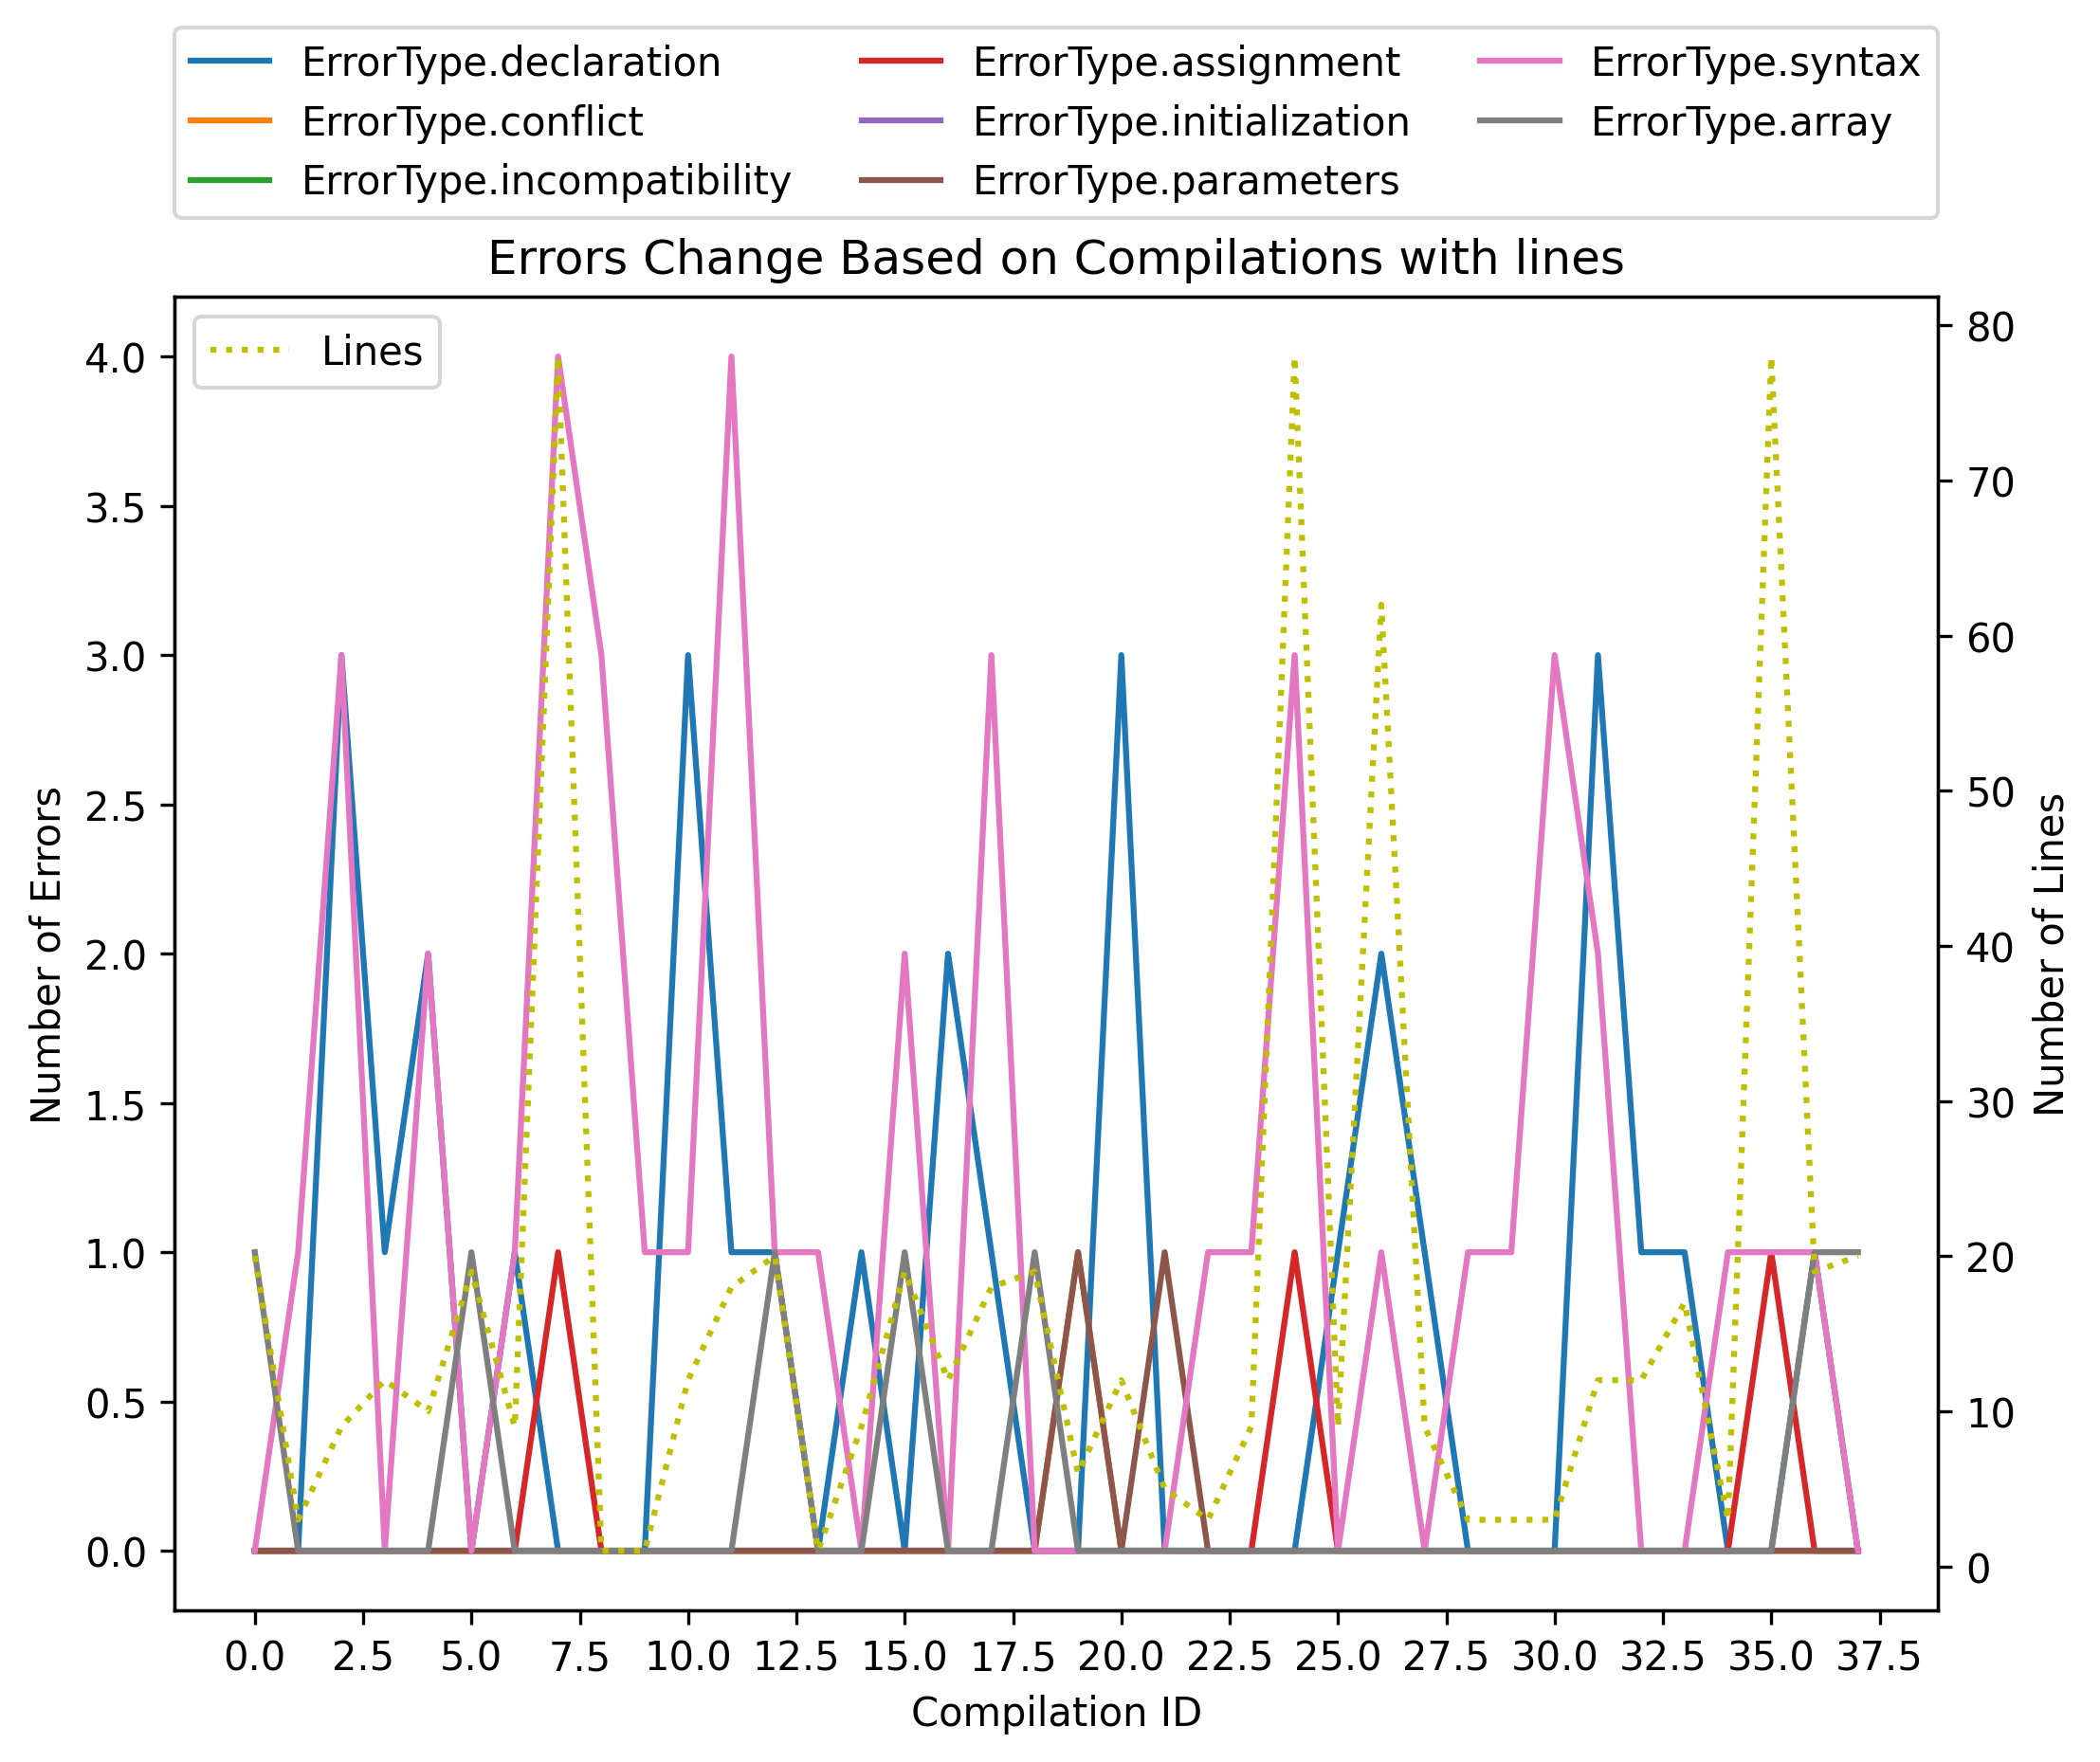 ErrorType.declaration
ErrorType.conflict
ErrorType.incompatibility
ErrorType.assignment
ErrorType.initialization
ErrorType.parameters
ErrorType.syntax
ErrorType.array
Errors Change Based on Compilations with lines
Lines
4.0
3.5
3.0
2.5
2.0
1.5
1.0
0.5
0.0
Number of Errors
80
70
60
50
40
30
20
10
0
Number of Lines
0.0 2.5 5.0 7.5 10.0 12.5 15.0 17.5 20.0 22.5 25.0 27.5 30.0 32.5 35.0 37.5
Compilation ID